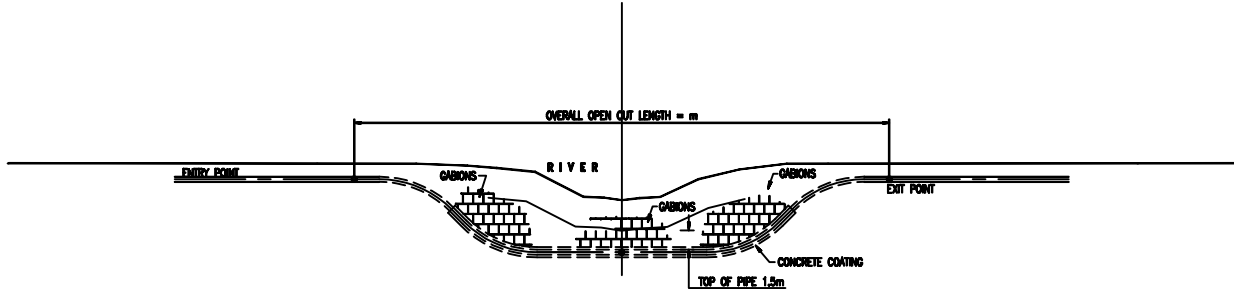 OVERALL OPEN CUT LENGTH = m
RIVER
ENTRY POINT
GABIONS
GABIONS
EXIT POINT
GABIONS
CONCRETE COATING
TOP OF PIPE 1.5m